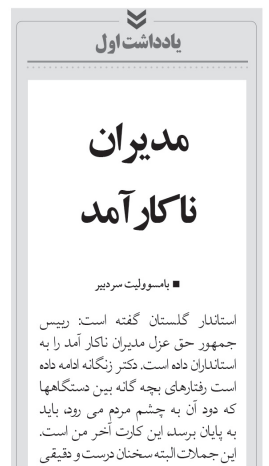 یادداشت اول
مدیران
ناکارآمد
■ بامسوولیت سردبیر
استاندار گلستان گفته است: رییس
جمهور حق عزل مدیران ناکار آمد را به
استانداران داده است. دکتر زنگانه ادامه داده
است رفتارهای بچه گانه بین دستگاهها
که دود آن به چشم مردم می رود، باید
به پایان برسد، این کارت آخر من است.
این جملات البته سخنان درست و دقیقی